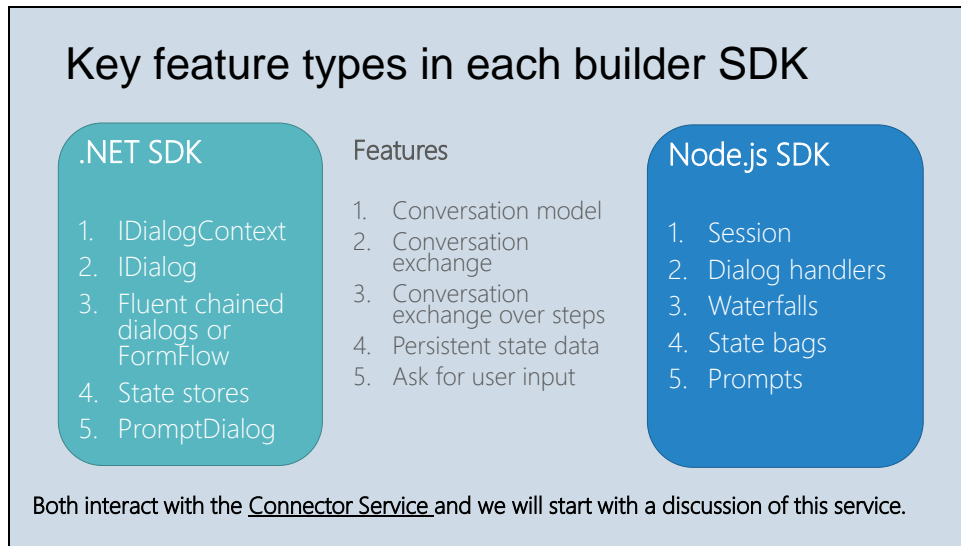 Key feature types in each builder SDK
.NET SDK
1. IDialogContext
2. IDialog
3. Fluent chained
dialogs or
FormFlow
4. State stores
5. PromptDialog
Features
1. Conversation model
2. Conversation
exchange
3. Conversation
exchange over steps
4. Persistent state data
5. Ask for user input
Node.js SDK
1. Session
2. Dialog handlers
3. Waterfalls
4. State bags
5. Prompts
Both interact with the Connector Service and we will start with a discussion of this service.